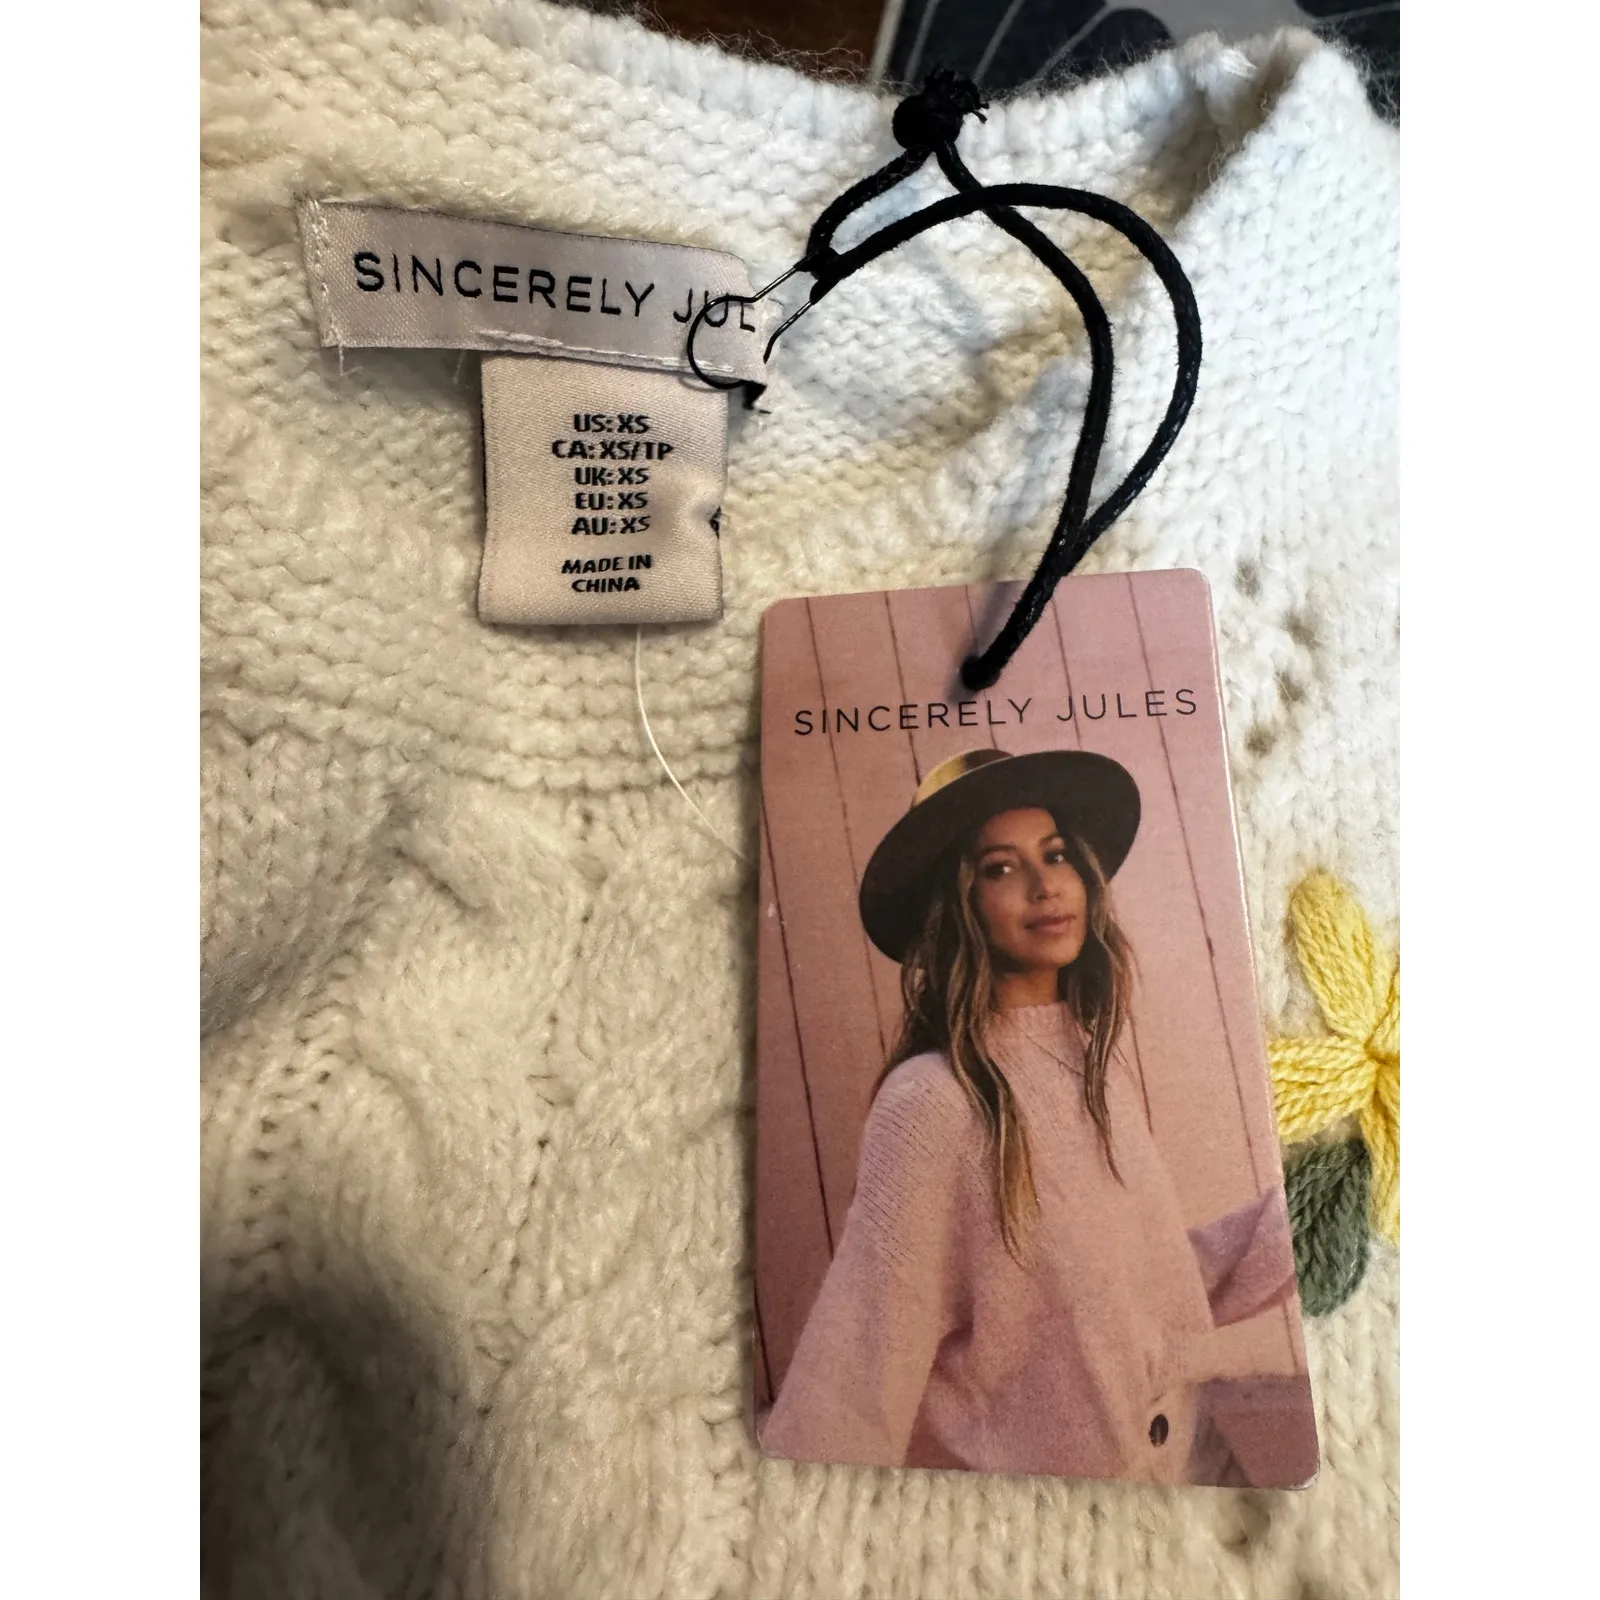 SINCERELY JUL
US: XS
CA: XS/TP
UK: XS
EU: XS
AU: XS
MADE IN
CHINA
SINCERELY JULES